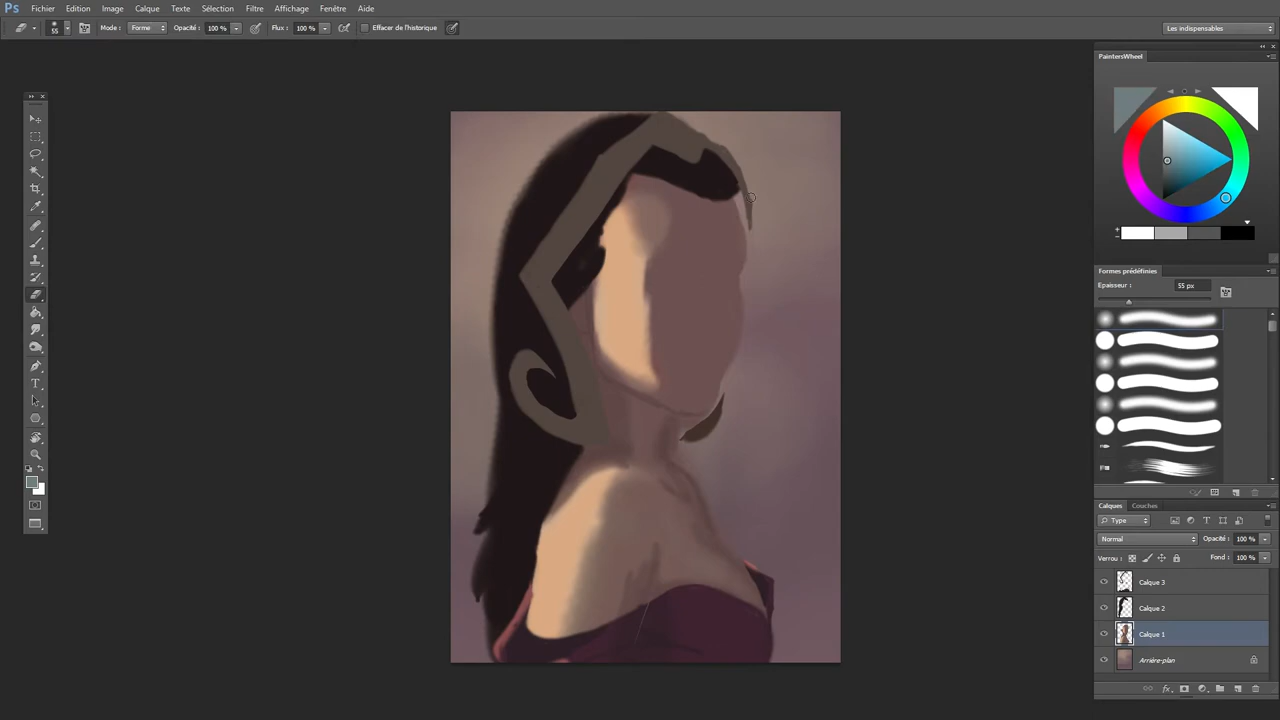 Ps Fichier Edition Image Calque Texte Sélection Filtre Affichage Fenêtre Aide
55 Mode : Forme Opacité : 100 % Flux : 100 % Effacer de l'historique Les indispensables
PaintersWheel
Formes prédéfinies
Epaisseur : 55 px
Calques Couches
Type
Normal Opacité : 100 %
Verrou : Fond : 100 %
Calque 3
Calque 2
Calque 1
Arrière-plan